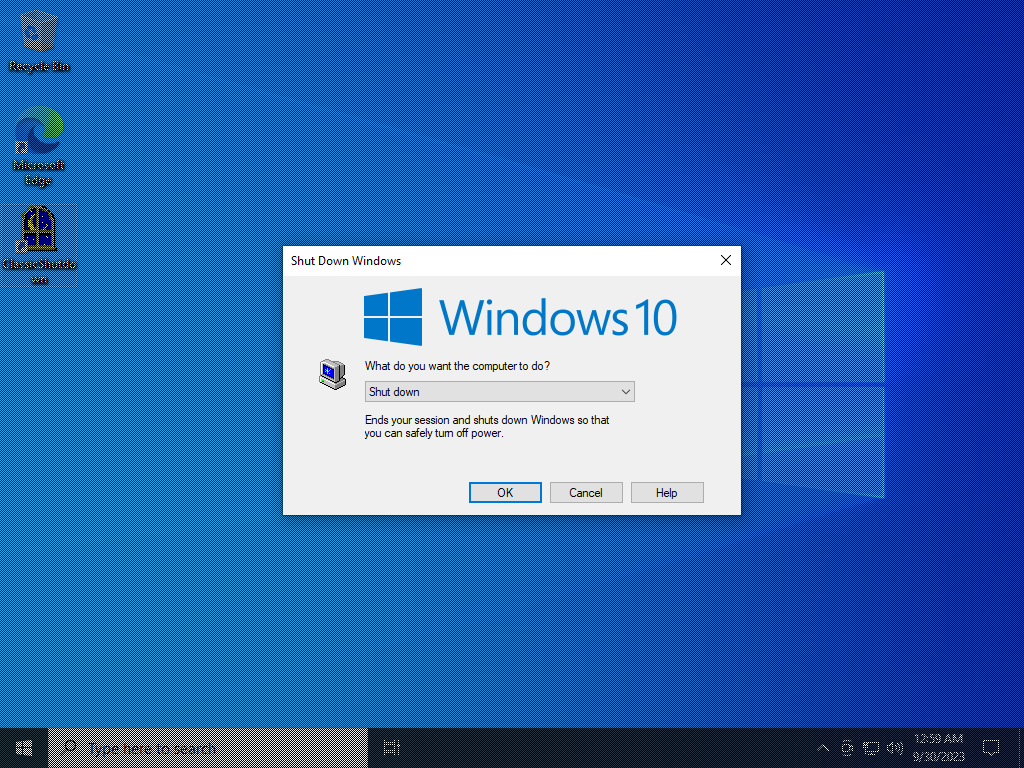 Recycle Bin
Microsoft
Edge
ClassicShutdo
wn
Shut Down Windows
Windows 10
What do you want the computer to do?
Shut down
Ends your session and shuts down Windows so that
you can safely turn off power.
OK
Cancel
Help
Type here to search
12:59 AM
9/30/2023